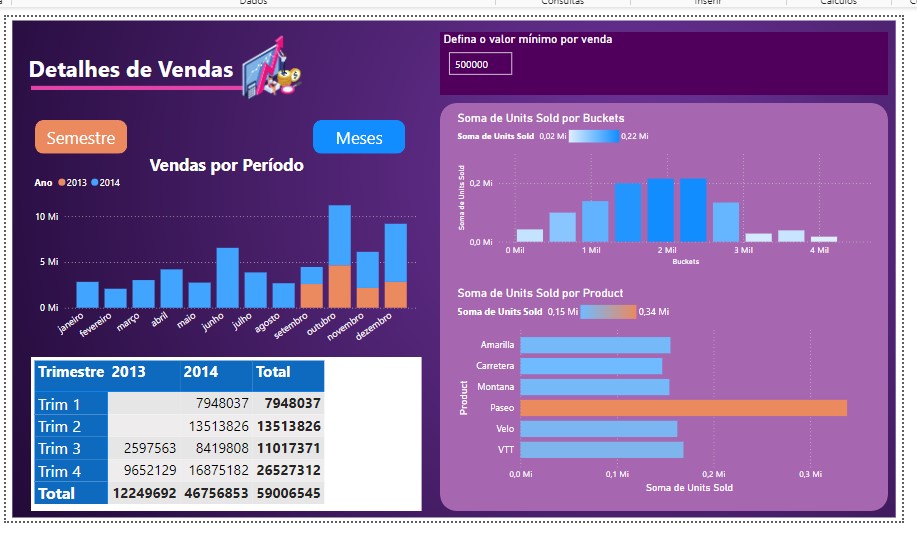 Dados Consultas Inserir Cálculos
Detalhes de Vendas
Defina o valor mínimo por venda
500000
Semestre
Meses
Vendas por Período
Ano 2013 2014
10 Mi
5 Mi
0 Mi
janeiro fevereiro março abril maio junho julho agosto setembro outubro novembro dezembro
Trimestre 2013 2014 Total
Trim 1 7948037 7948037
Trim 2 13513826 13513826
Trim 3 2597563 8419808 11017371
Trim 4 9652129 16875182 26527312
Total 12249692 46756853 59006545
Soma de Units Sold por Buckets
Soma de Units Sold 0,02 Mi 0,22 Mi
Soma de Units Sold
0,2 Mi
0,0 Mi
0 Mi 1 Mi 2 Mi 3 Mi 4 Mi
Buckets
Soma de Units Sold por Product
Soma de Units Sold 0,15 Mi 0,34 Mi
Product
Amarilla
Carretera
Montana
Paseo
Velo
VTT
0,0 Mi 0,1 Mi 0,2 Mi 0,3 Mi
Soma de Units Sold